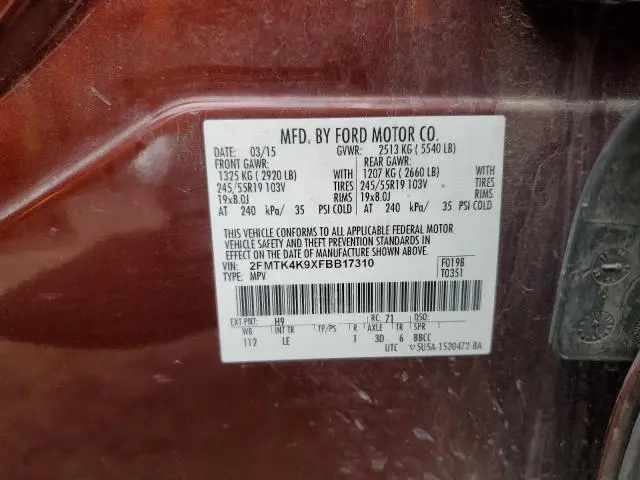 MFD. BY FORD MOTOR CO.
DATE: 03/15 GVWR: 2513 KG ( 5540 LB)
FRONT GAWR: REAR GAWR:
1325 KG ( 2920 LB) WITH 1207 KG ( 2660 LB) WITH
245/55R19 103V TIRES 245/55R19 103V TIRES
19x8.0J RIMS 19x8.0J RIMS
AT 240 kPa/ 35 PSI COLD AT 240 kPa/ 35 PSI COLD
THIS VEHICLE CONFORMS TO ALL APPLICABLE FEDERAL MOTOR
VEHICLE SAFETY AND THEFT PREVENTION STANDARDS IN
EFFECT ON THE DATE OF MANUFACTURE SHOWN ABOVE.
VIN: 2FMTK4K9XFBB17310 F0198
TYPE: MPV T0351
EXT PNT: H9 RC: 71 DSO:
WB INT TR TP/PS R AXLE TR SPR
112 LE T 3D 6 BBCC
UTC ▽5U5A-1520472-BA